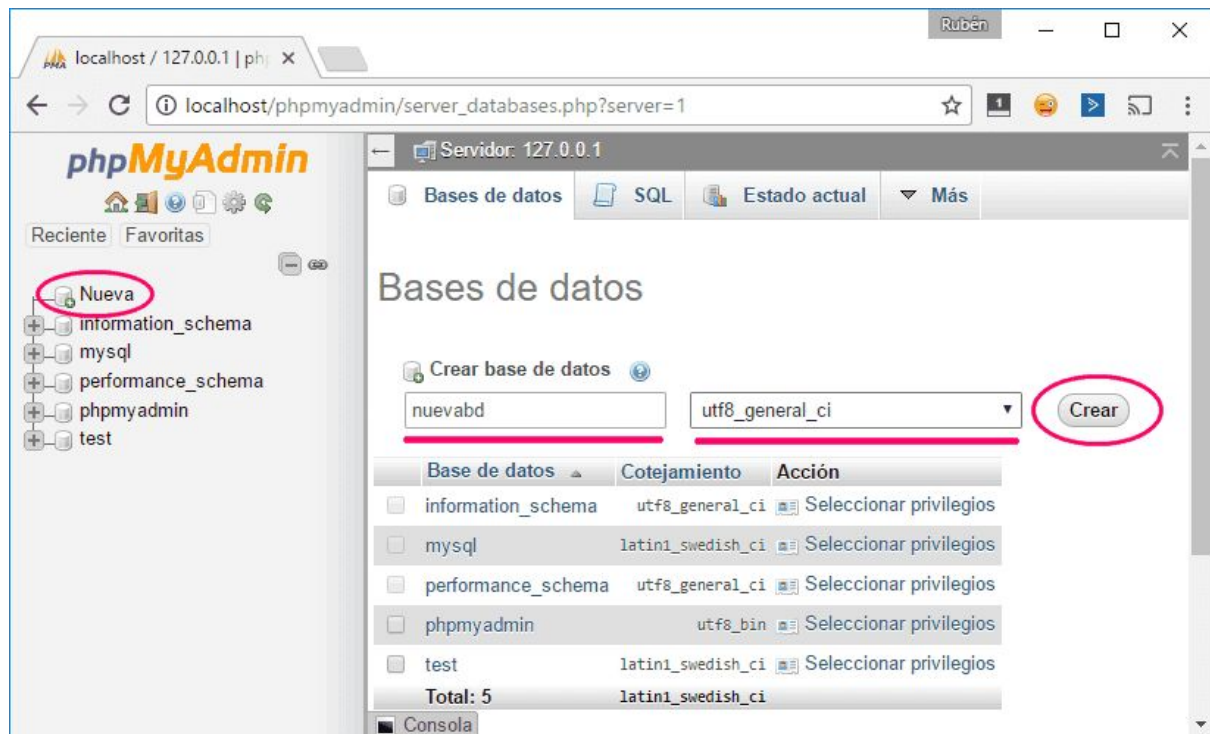 Rubén
localhost / 127.0.0.1 | ph
localhost/phpmyadmin/server_databases.php?server=1
1
phpMyAdmin
Reciente Favoritas
Nueva
information_schema
mysql
performance_schema
phpmyadmin
test
Servidor: 127.0.0.1
Bases de datos SQL Estado actual Más
Bases de datos
Crear base de datos
nuevabd utf8_general_ci Crear
Base de datos Cotejamiento Acción
information_schema utf8_general_ci Seleccionar privilegios
mysql latin1_swedish_ci Seleccionar privilegios
performance_schema utf8_general_ci Seleccionar privilegios
phpmyadmin utf8_bin Seleccionar privilegios
test latin1_swedish_ci Seleccionar privilegios
Total: 5 latin1_swedish_ci
Consola